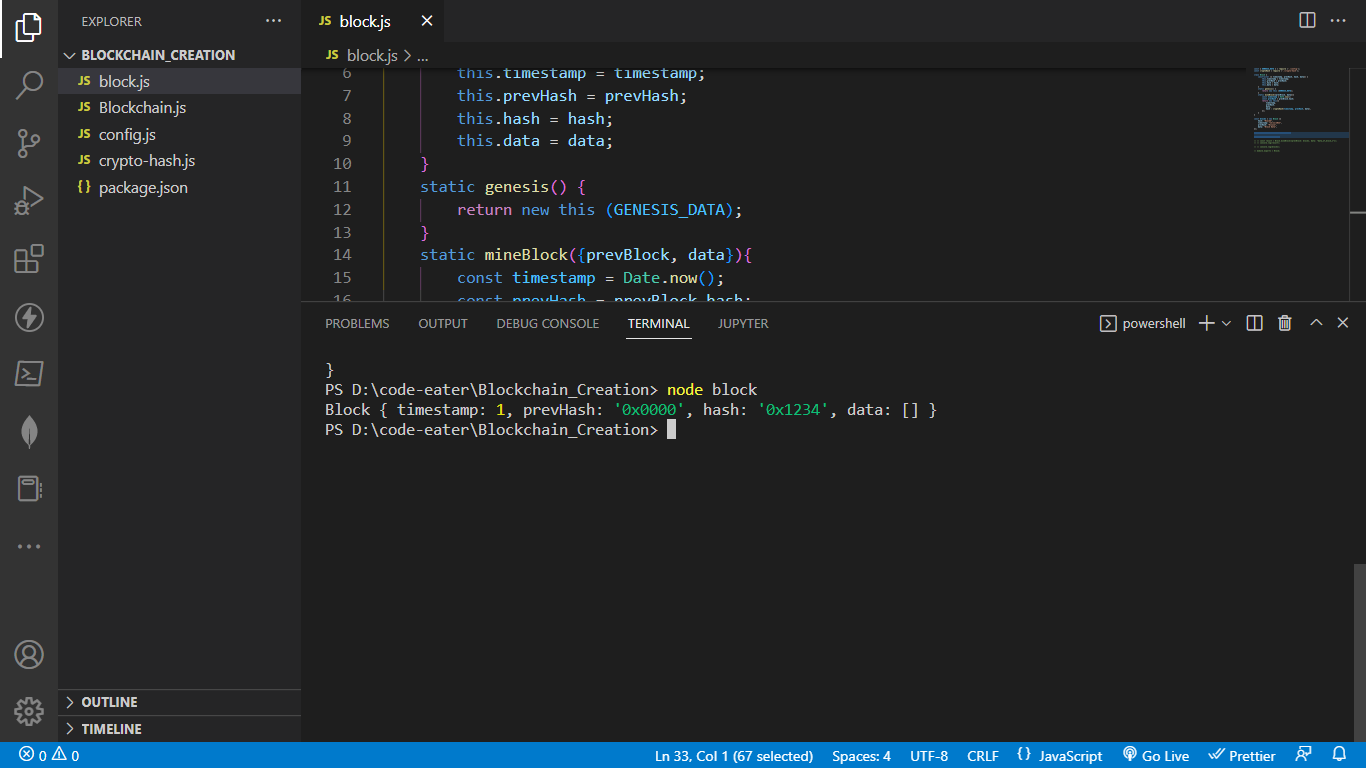 EXPLORER
BLOCKCHAIN_CREATION
JS block.js
JS Blockchain.js
JS config.js
JS crypto-hash.js
{} package.json
OUTLINE
TIMELINE
JS block.js
JS block.js > ...
6 this.timestamp = timestamp;
7 this.prevHash = prevHash;
8 this.hash = hash;
9 this.data = data;
10 }
11 static genesis() {
12 return new this (GENESIS_DATA);
13 }
14 static mineBlock({prevBlock, data}){
15 const timestamp = Date.now();
16 const prevHash = prevBlock.hash;
PROBLEMS OUTPUT DEBUG CONSOLE TERMINAL JUPYTER powershell
}
PS D:\code-eater\Blockchain_Creation> node block
Block { timestamp: 1, prevHash: '0x0000', hash: '0x1234', data: [] }
PS D:\code-eater\Blockchain_Creation>
0 0 Ln 33, Col 1 (67 selected) Spaces: 4 UTF-8 CRLF {} JavaScript Go Live Prettier